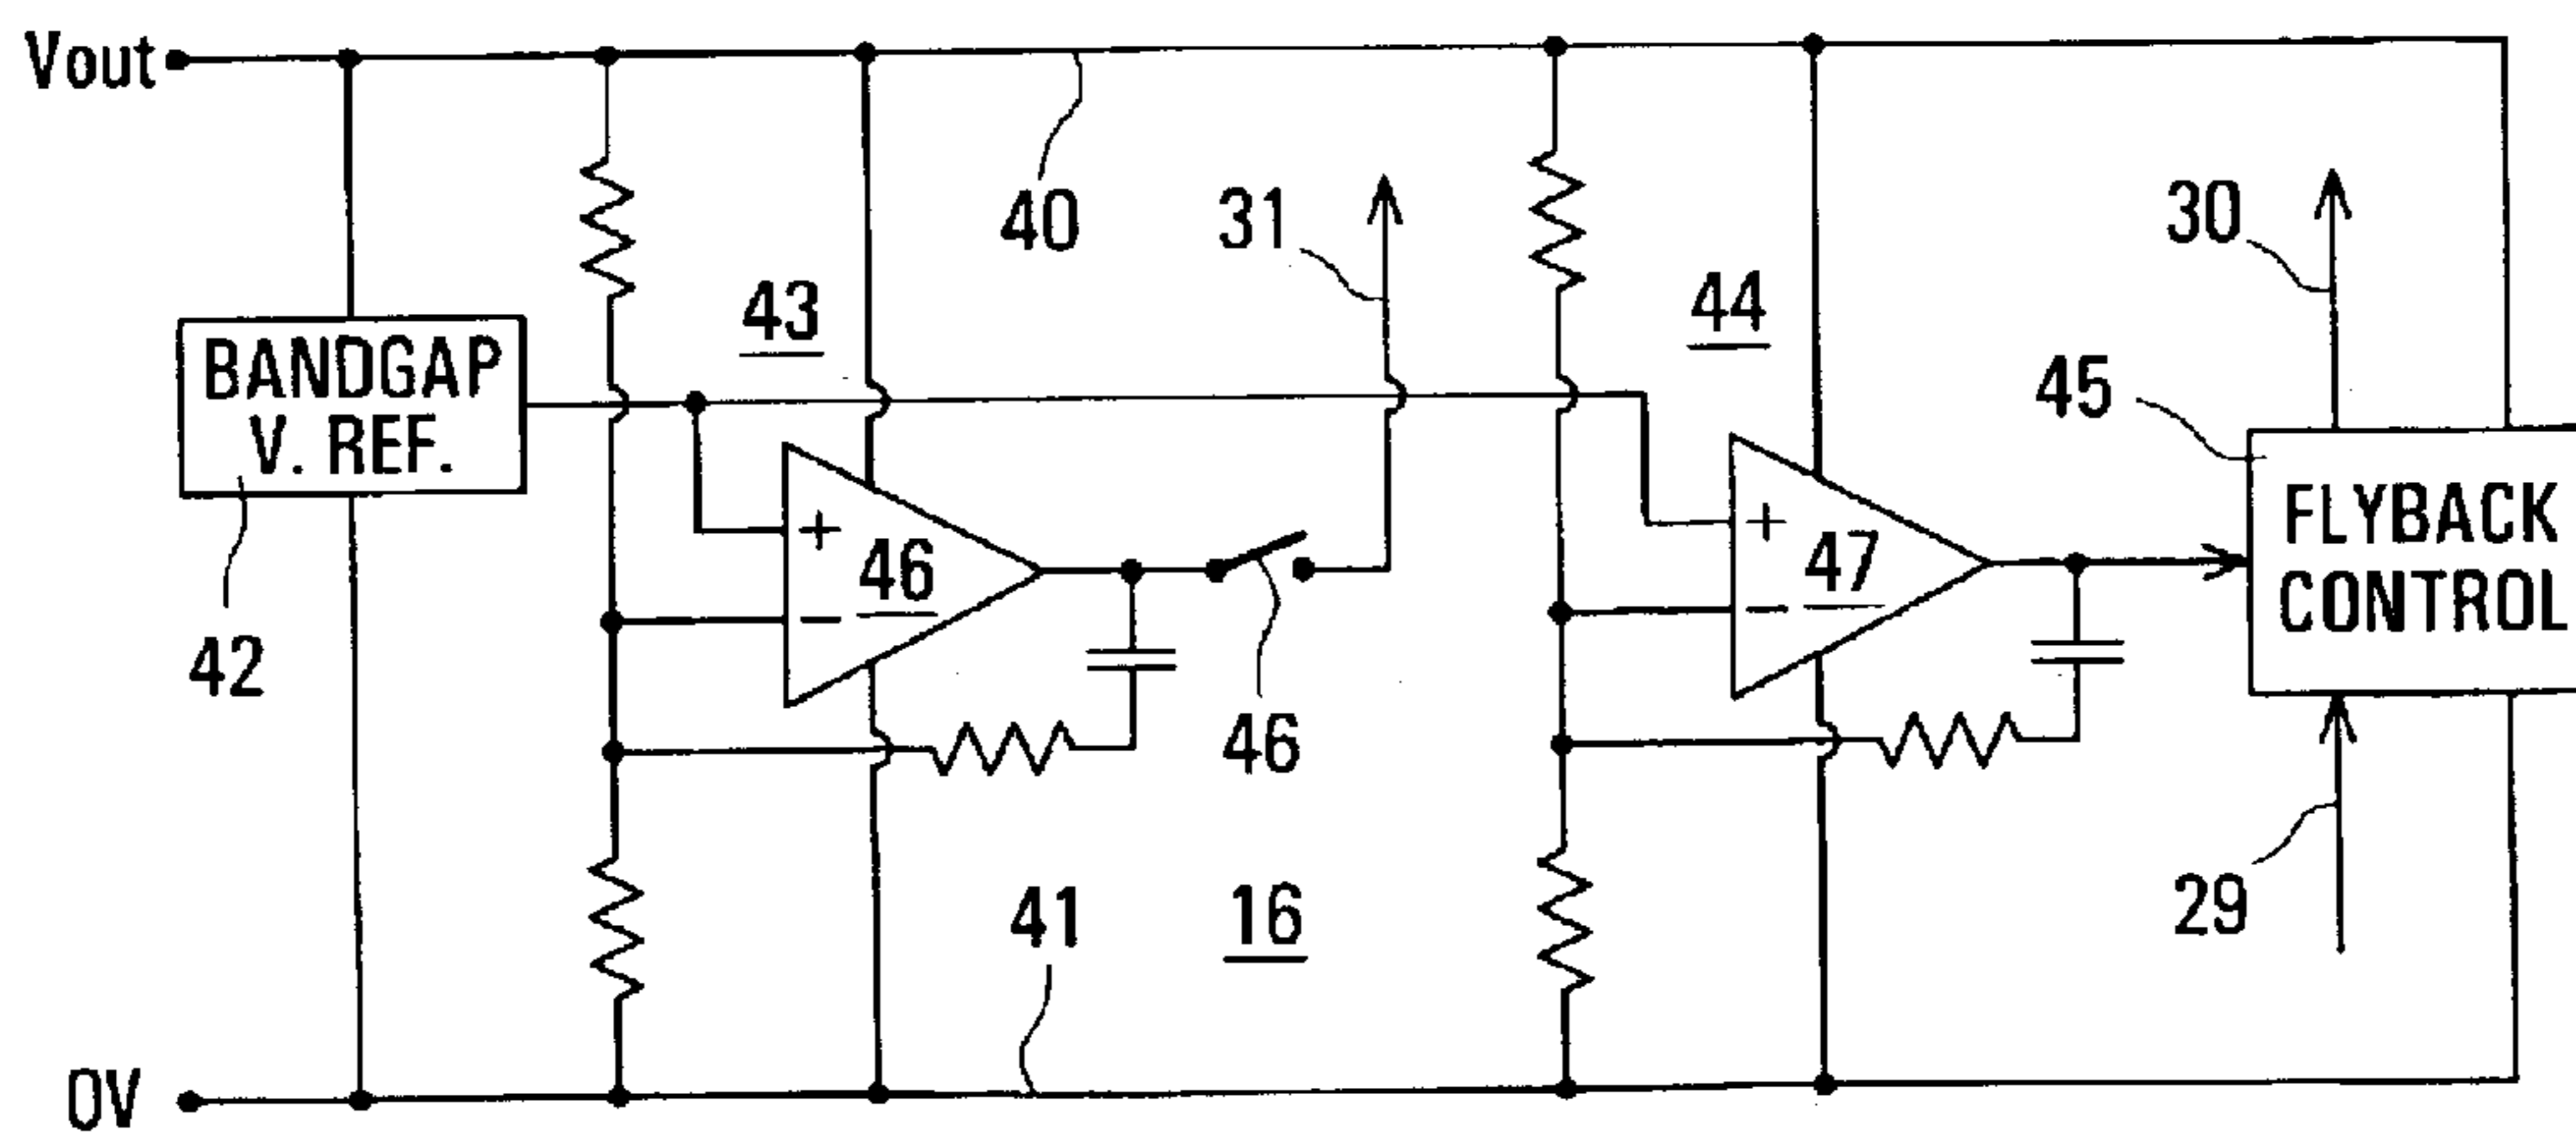 Vout
40
31
30
43
44
45
BANDGAP
V. REF.
+
46
-
+
47
-
FLYBACK
CONTROL
42
46
29
41
16
0V